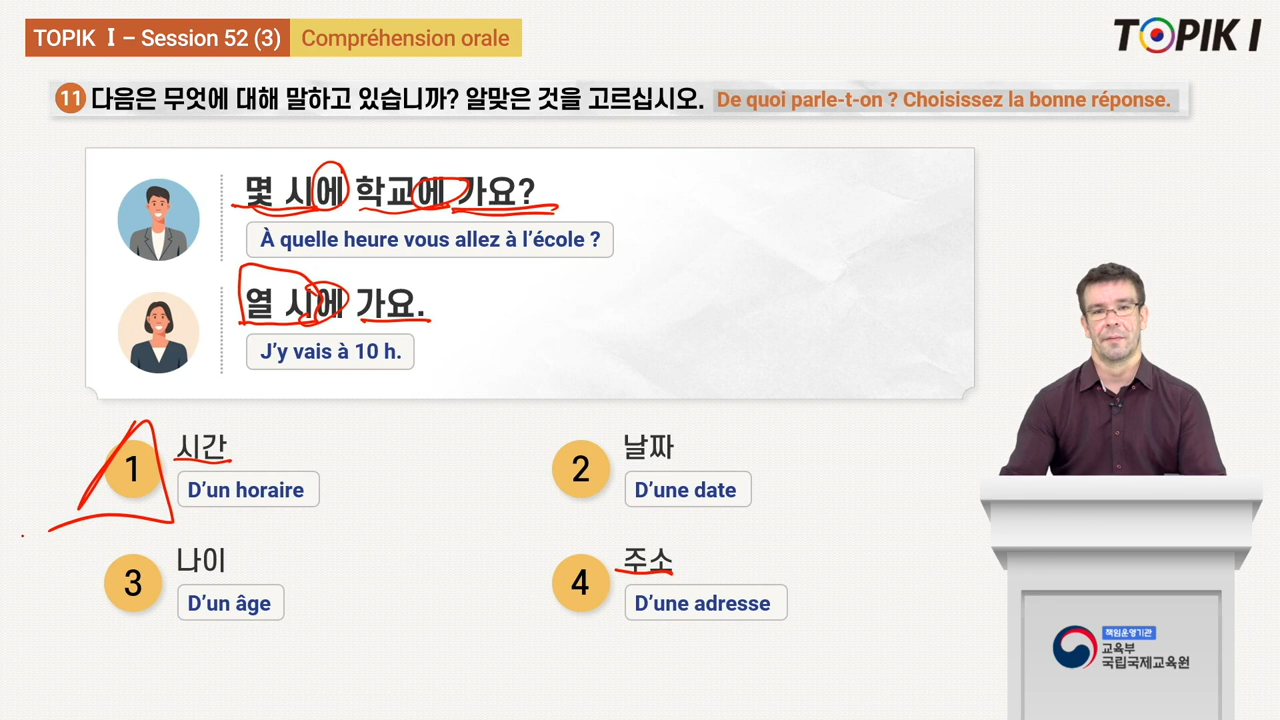 TOPIK Ⅰ – Session 52 (3) Compréhension orale
TOPIK I
11 다음은 무엇에 대해 말하고 있습니까? 알맞은 것을 고르십시오. De quoi parle-t-on ? Choisissez la bonne réponse.
몇 시에 학교에 가요?
À quelle heure vous allez à l'école ?
열 시에 가요.
J'y vais à 10 h.
1 시간
D'un horaire
2 날짜
D'une date
3 나이
D'un âge
4 주소
D'une adresse
책임운영기관
교육부
국립국제교육원